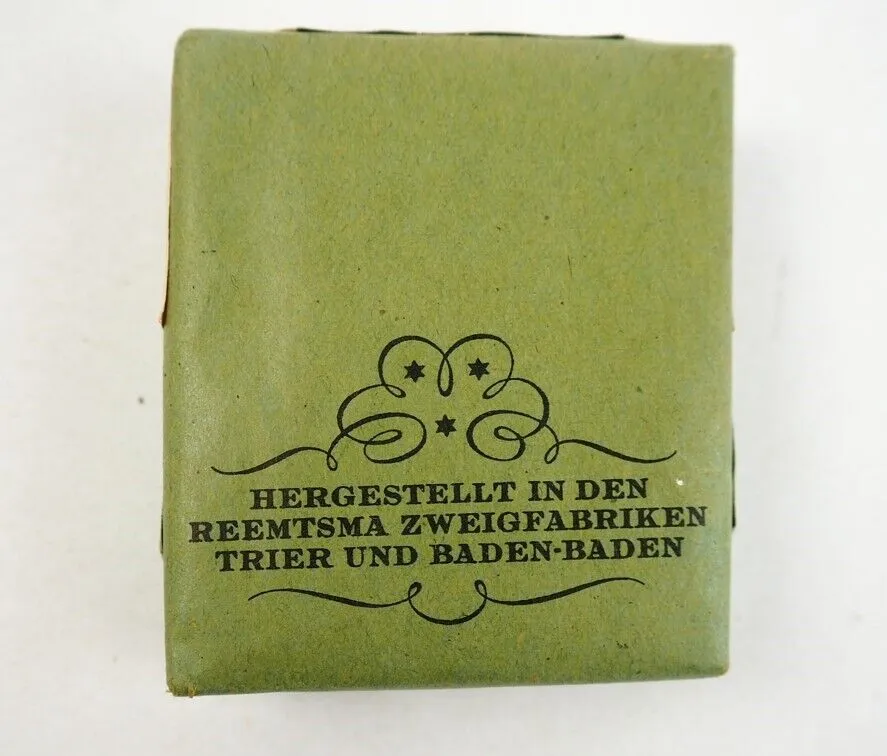 HERGESTELLT IN DEN
REEMTSMA ZWEIGFABRIKEN
TRIER UND BADEN-BADEN